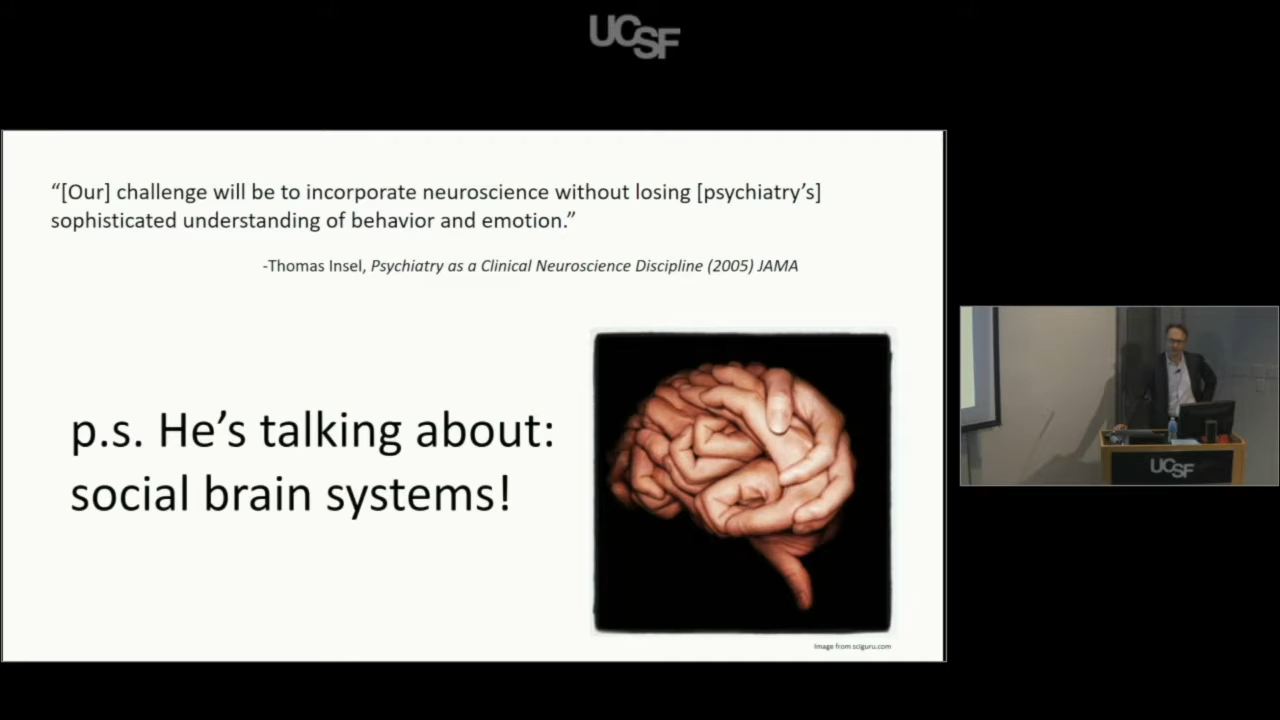 UCSF
“[Our] challenge will be to incorporate neuroscience without losing [psychiatry’s]
sophisticated understanding of behavior and emotion.”
-Thomas Insel, Psychiatry as a Clinical Neuroscience Discipline (2005) JAMA
p.s. He’s talking about:
social brain systems!
Image from sciguru.com
UCSF